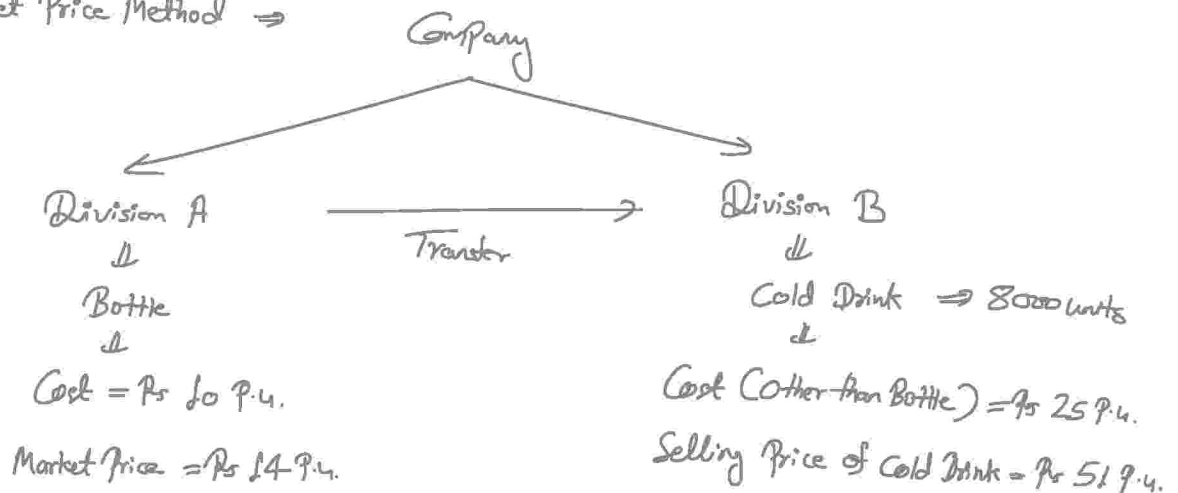 et Price Method ⇒
Company
Division A
Transfer
Division B
⇓
⇓
Bottle
Cold Drink ⇒ 8000 units
⇓
⇓
Cost = Rs 10 P.u.
Cost (other than Bottle) = Rs 25 P.u.
Market Price = Rs 14 P.u.
Selling Price of Cold Drink = Rs 51 P.u.